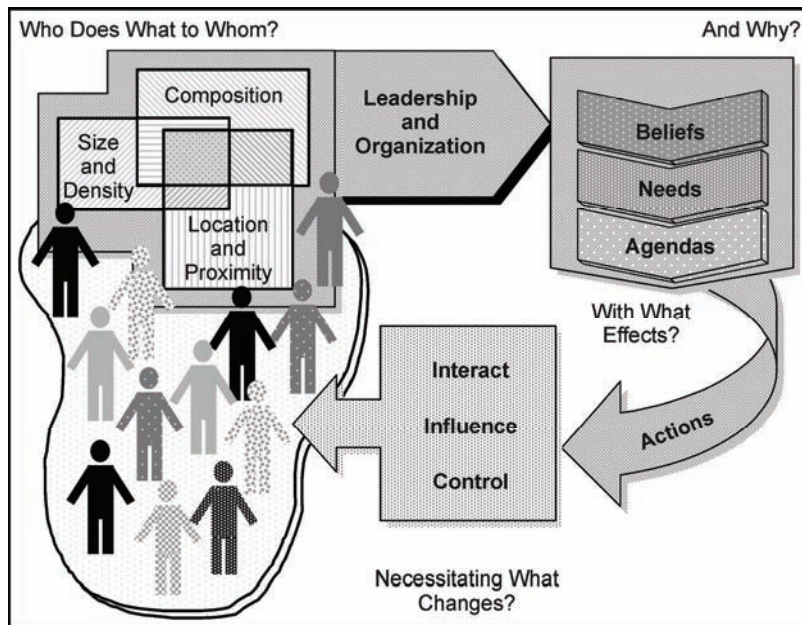 Who Does What to Whom?
And Why?
Composition
Size
and
Density
Location
and
Proximity
Leadership
and
Organization
Beliefs
Needs
Agendas
With What
Effects?
Actions
Interact
Influence
Control
Necessitating What
Changes?